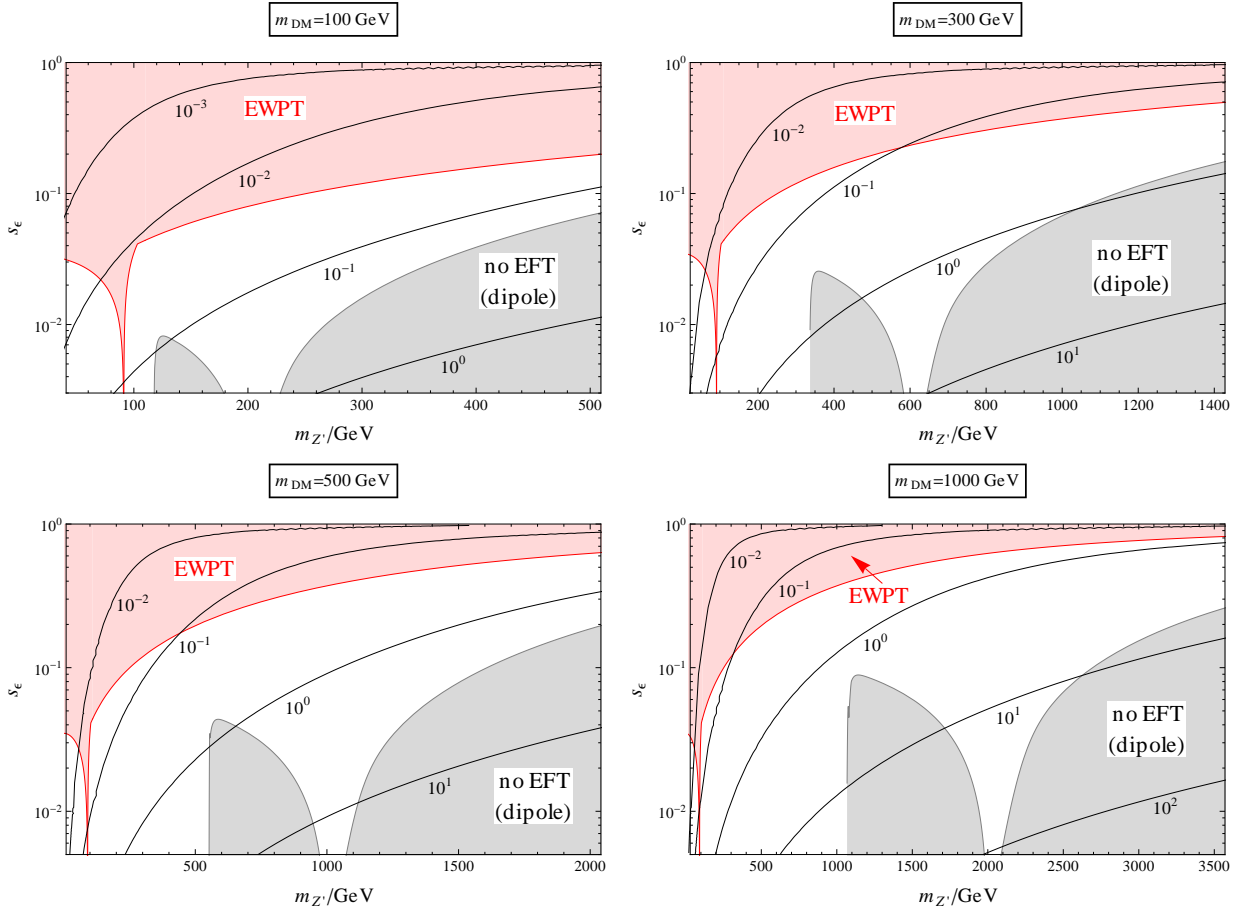 m DM=100 GeV
10^0
10^-1
10^-2
s_ϵ
10^-3
EWPT
10^-2
10^-1
10^0
no EFT
(dipole)
100 200 300 400 500
m_Z'/GeV
m DM=300 GeV
10^0
10^-1
10^-2
s_ϵ
10^-2
EWPT
10^-1
10^0
10^1
no EFT
(dipole)
200 400 600 800 1000 1200 1400
m_Z'/GeV
m DM=500 GeV
10^0
10^-1
10^-2
s_ϵ
EWPT
10^-2
10^-1
10^0
10^1
no EFT
(dipole)
500 1000 1500 2000
m_Z'/GeV
m DM=1000 GeV
10^0
10^-1
10^-2
s_ϵ
10^-2
10^-1
EWPT
10^0
10^1
no EFT
(dipole)
10^2
500 1000 1500 2000 2500 3000 3500
m_Z'/GeV